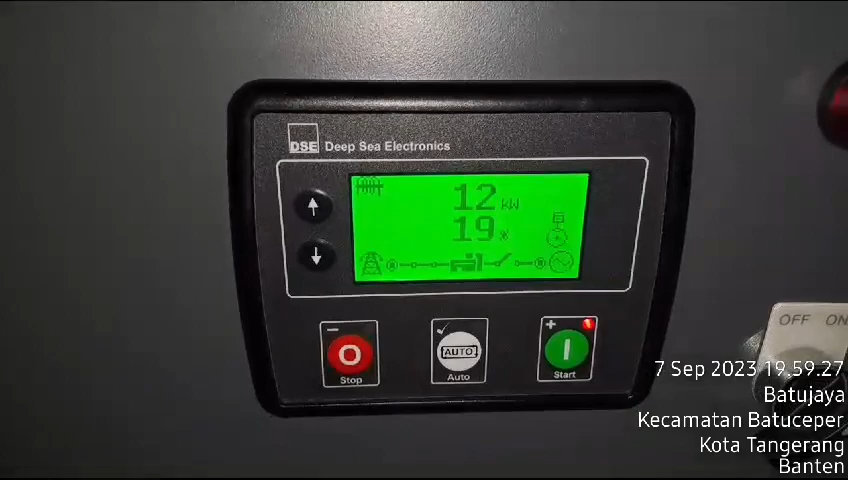 DSE Deep Sea Electronics
12 kW
19 %
Stop
AUTO
Auto
Start
OFF ON
7 Sep 2023 19.59.27
Batujaya
Kecamatan Batuceper
Kota Tangerang
Banten